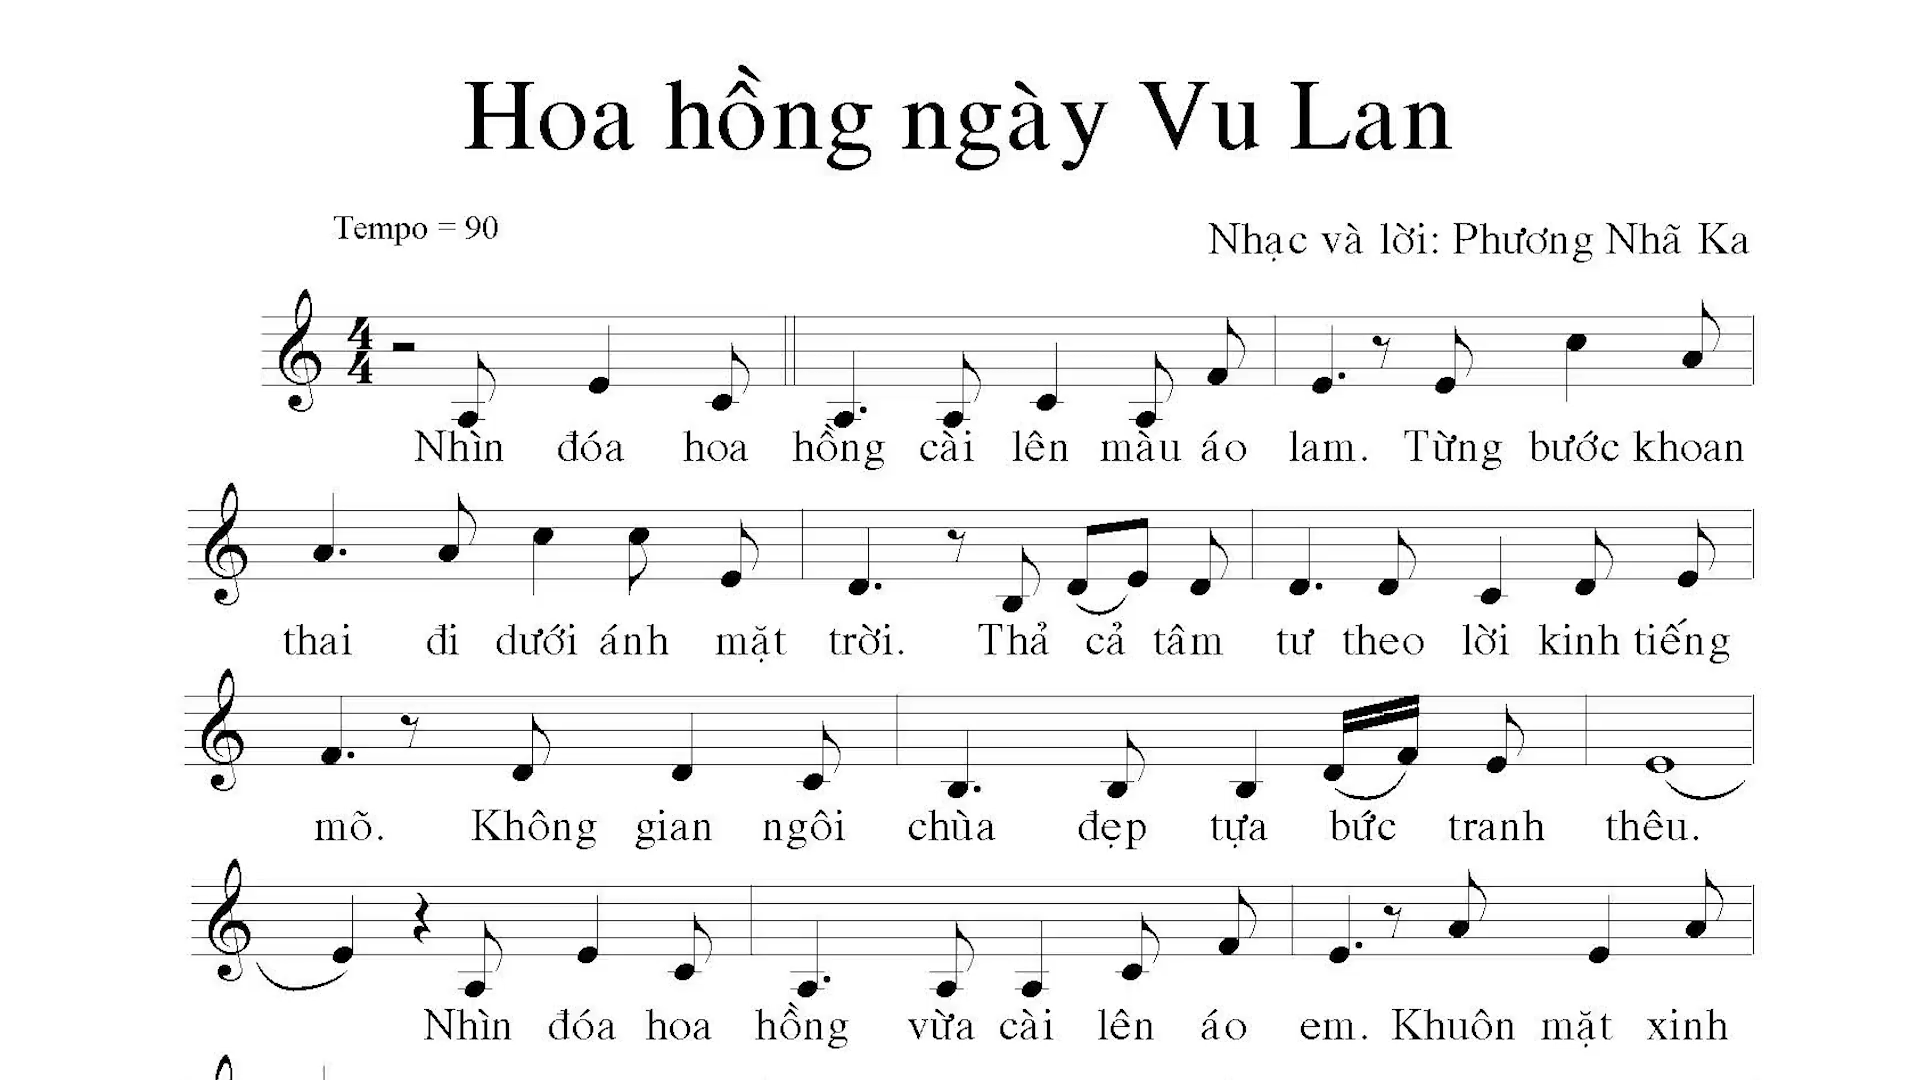 Hoa hồng ngày Vu Lan
Tempo = 90
Nhạc và lời: Phương Nhã Ka
4
4
Nhìn đóa hoa hồng cài lên màu áo lam. Từng bước khoan
thai đi dưới ánh mặt trời. Thả cả tâm tư theo lời kinh tiếng
mõ. Không gian ngôi chùa đẹp tựa bức tranh thêu.
Nhìn đóa hoa hồng vừa cài lên áo em. Khuôn mặt xinh